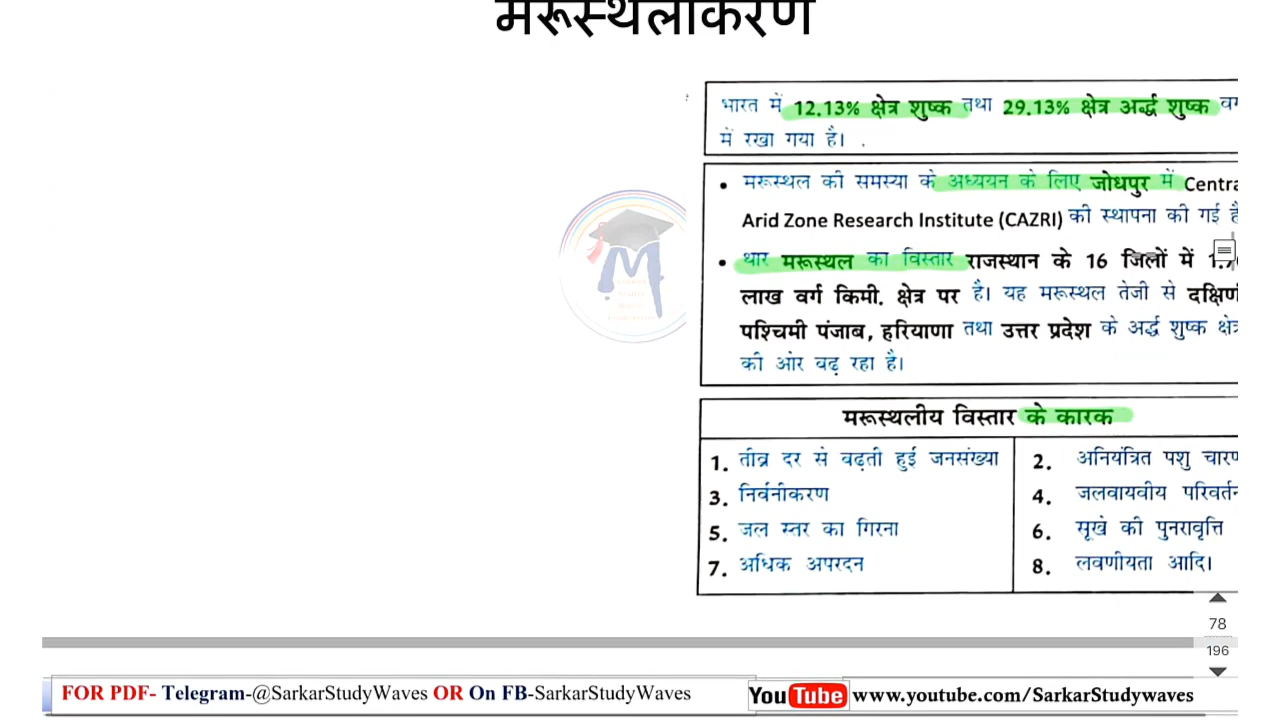 मरूस्थलीकरण
भारत में 12.13% क्षेत्र शुष्क तथा 29.13% क्षेत्र अर्द्ध शुष्क
में रखा गया है।
• मरूस्थल की समस्या के अध्ययन के लिए जोधपुर में
Arid Zone Research Institute (CAZRI) की स्थापना की गई
• थार मरूस्थल का विस्तार राजस्थान के 16 जिलों में
लाख वर्ग किमी. क्षेत्र पर है। यह मरूस्थल तेजी से
पश्चिमी पंजाब, हरियाणा तथा उत्तर प्रदेश के अर्द्ध शुष्क
की ओर बढ़ रहा है।
मरूस्थलीय विस्तार के कारक
1. तीव्र दर से बढ़ती हुई जनसंख्या 2. अनियंत्रित पशु
3. निर्वनीकरण 4. जलवायवीय परिवर्तन
5. जल स्तर का गिरना 6. सूखे की पुनरावृत्ति
7. अधिक अपरदन 8. लवणीयता आदि।
78
196
FOR PDF- Telegram-@SarkarStudyWaves OR On FB-SarkarStudyWaves YouTube www.youtube.com/SarkarStudywaves